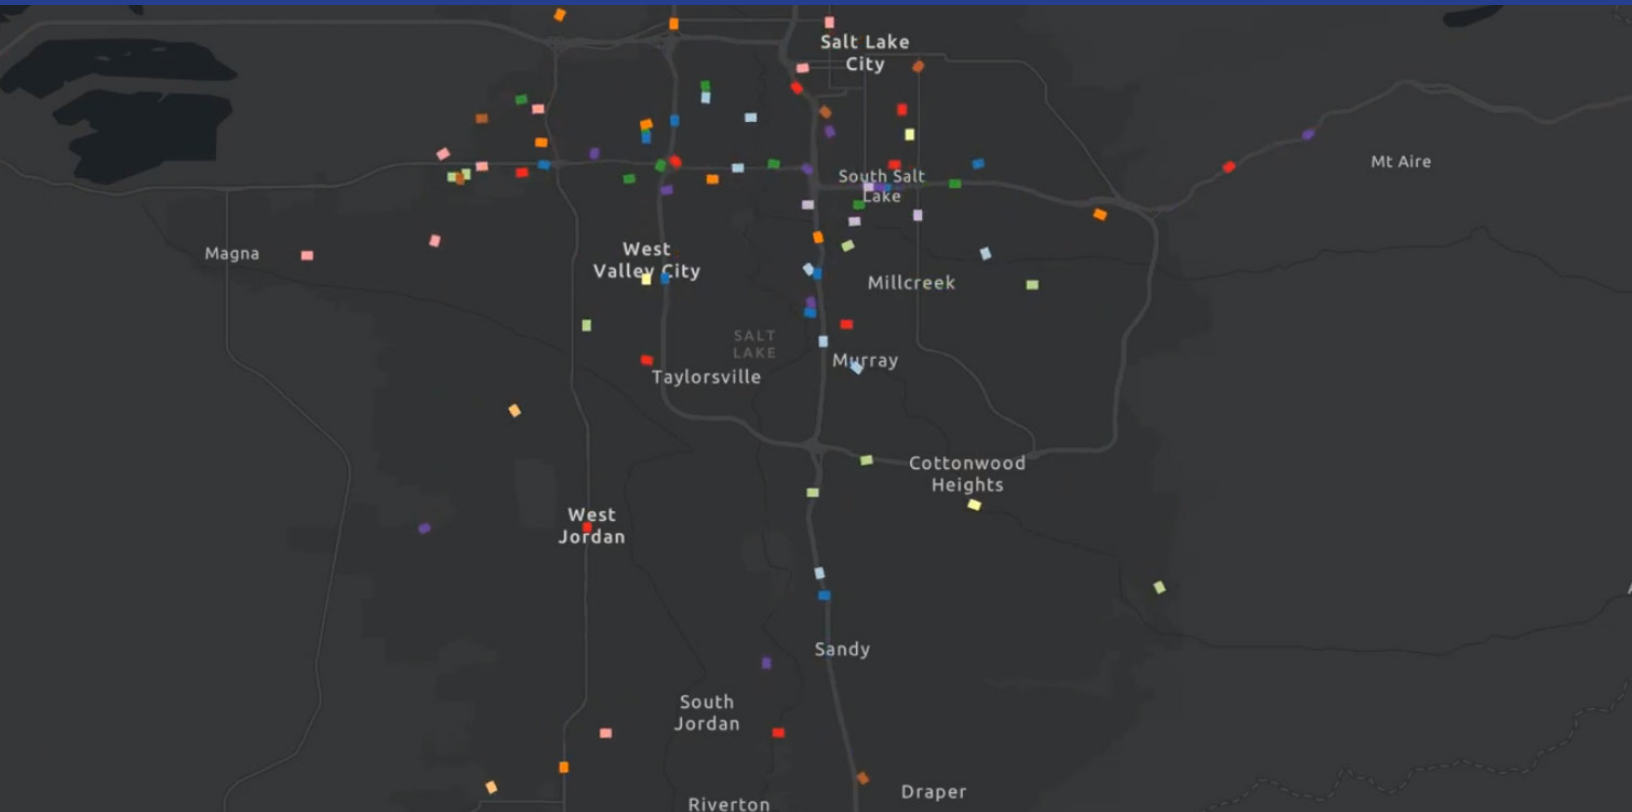 Salt Lake
City
Mt Aire
South Salt
Lake
Magna
West
Valley City
Millcreek
SALT
LAKE
Murray
Taylorsville
Cottonwood
Heights
West
Jordan
Sandy
South
Jordan
Draper
Riverton